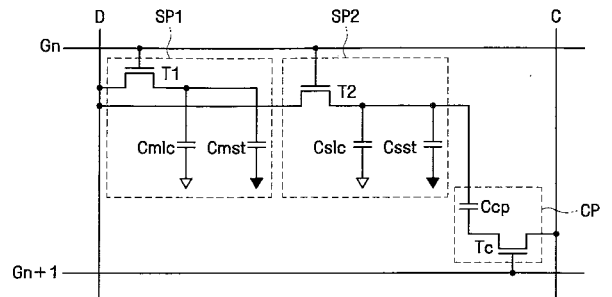 D SP1 SP2 C
Gn
T1
T2
Cmlc Cmst Cslc Csst
Ccp CP
Tc
Gn+1